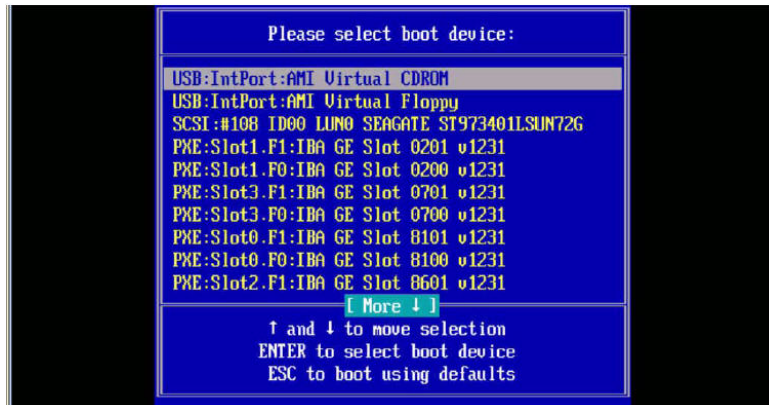 Please select boot device:
USB:IntPort:AMI Virtual CDROM
USB:IntPort:AMI Virtual Floppy
SCSI:#108 ID00 LUN0 SEAGATE ST973401LSUN72G
PXE:Slot1.F1:IBA GE Slot 0201 v1231
PXE:Slot1.F0:IBA GE Slot 0200 v1231
PXE:Slot3.F1:IBA GE Slot 0701 v1231
PXE:Slot3.F0:IBA GE Slot 0700 v1231
PXE:Slot0.F1:IBA GE Slot 8101 v1231
PXE:Slot0.F0:IBA GE Slot 8100 v1231
PXE:Slot2.F1:IBA GE Slot 8601 v1231
[ More ↓ ]
↑ and ↓ to move selection
ENTER to select boot device
ESC to boot using defaults